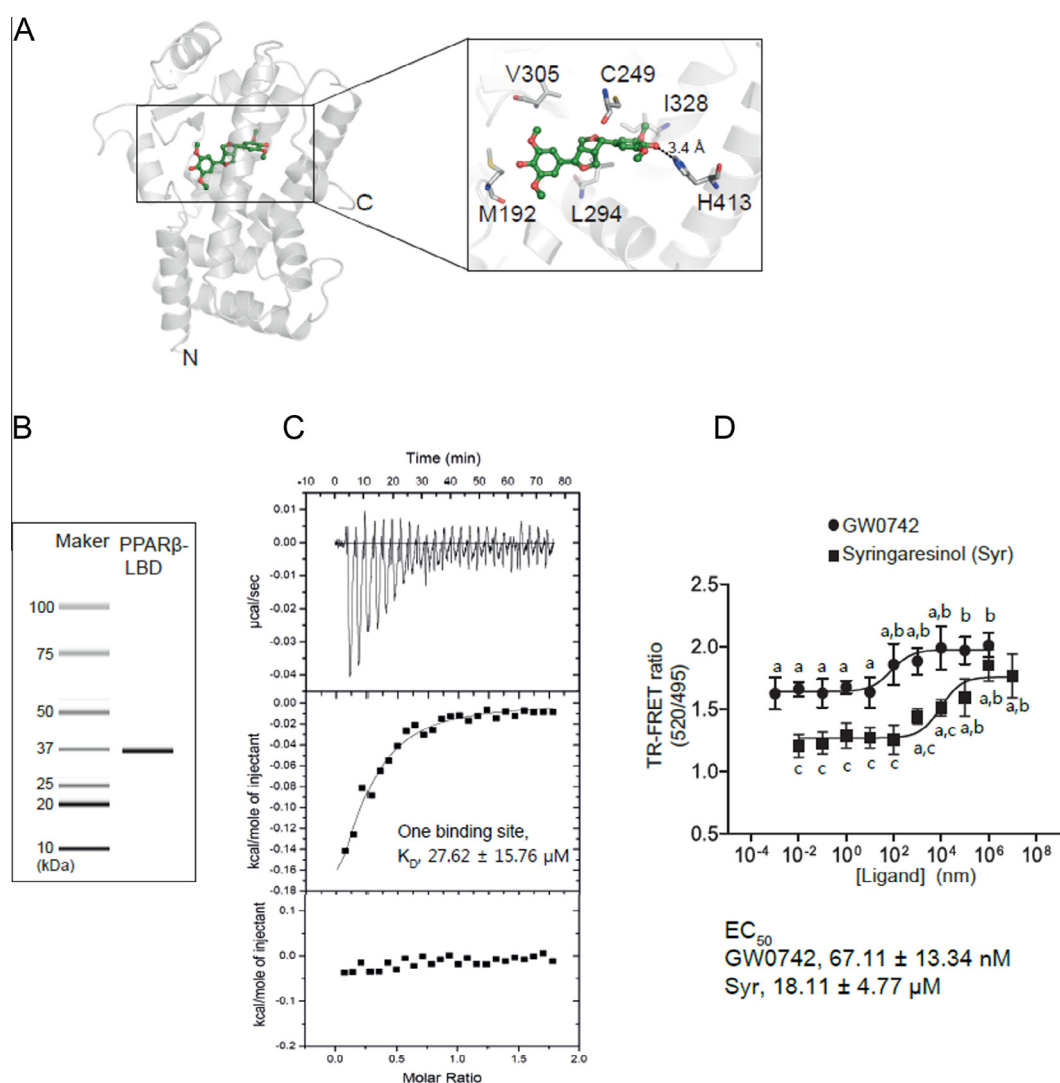 A
V305
C249
I328
3.4 Å
M192
L294
H413
C
N
B
Maker
PPARβ-
LBD
100
75
50
37
25
20
10
(kDa)
C
Time (min)
-10 0 10 20 30 40 50 60 70 80
0.01
0.00
-0.01
-0.02
-0.03
-0.04
µcal/sec
0.00
-0.02
-0.04
-0.06
-0.08
-0.10
-0.12
-0.14
-0.16
-0.18
kcal/mole of injectant
One binding site,
K_D, 27.62 ± 15.76 µM
0.1
0.0
-0.1
-0.2
kcal/mole of injectant
0.0 0.5 1.0 1.5 2.0
Molar Ratio
D
GW0742
Syringaresinol (Syr)
2.5
2.0
1.5
1.0
0.5
TR-FRET ratio
(520/495)
a a a a a a,b a,b a,b b b
c c c c c a,c a,c a,b a,b a,b
10⁻⁴ 10⁻² 10⁰ 10² 10⁴ 10⁶ 10⁸
[Ligand] (nm)
EC₅₀
GW0742, 67.11 ± 13.34 nM
Syr, 18.11 ± 4.77 µM